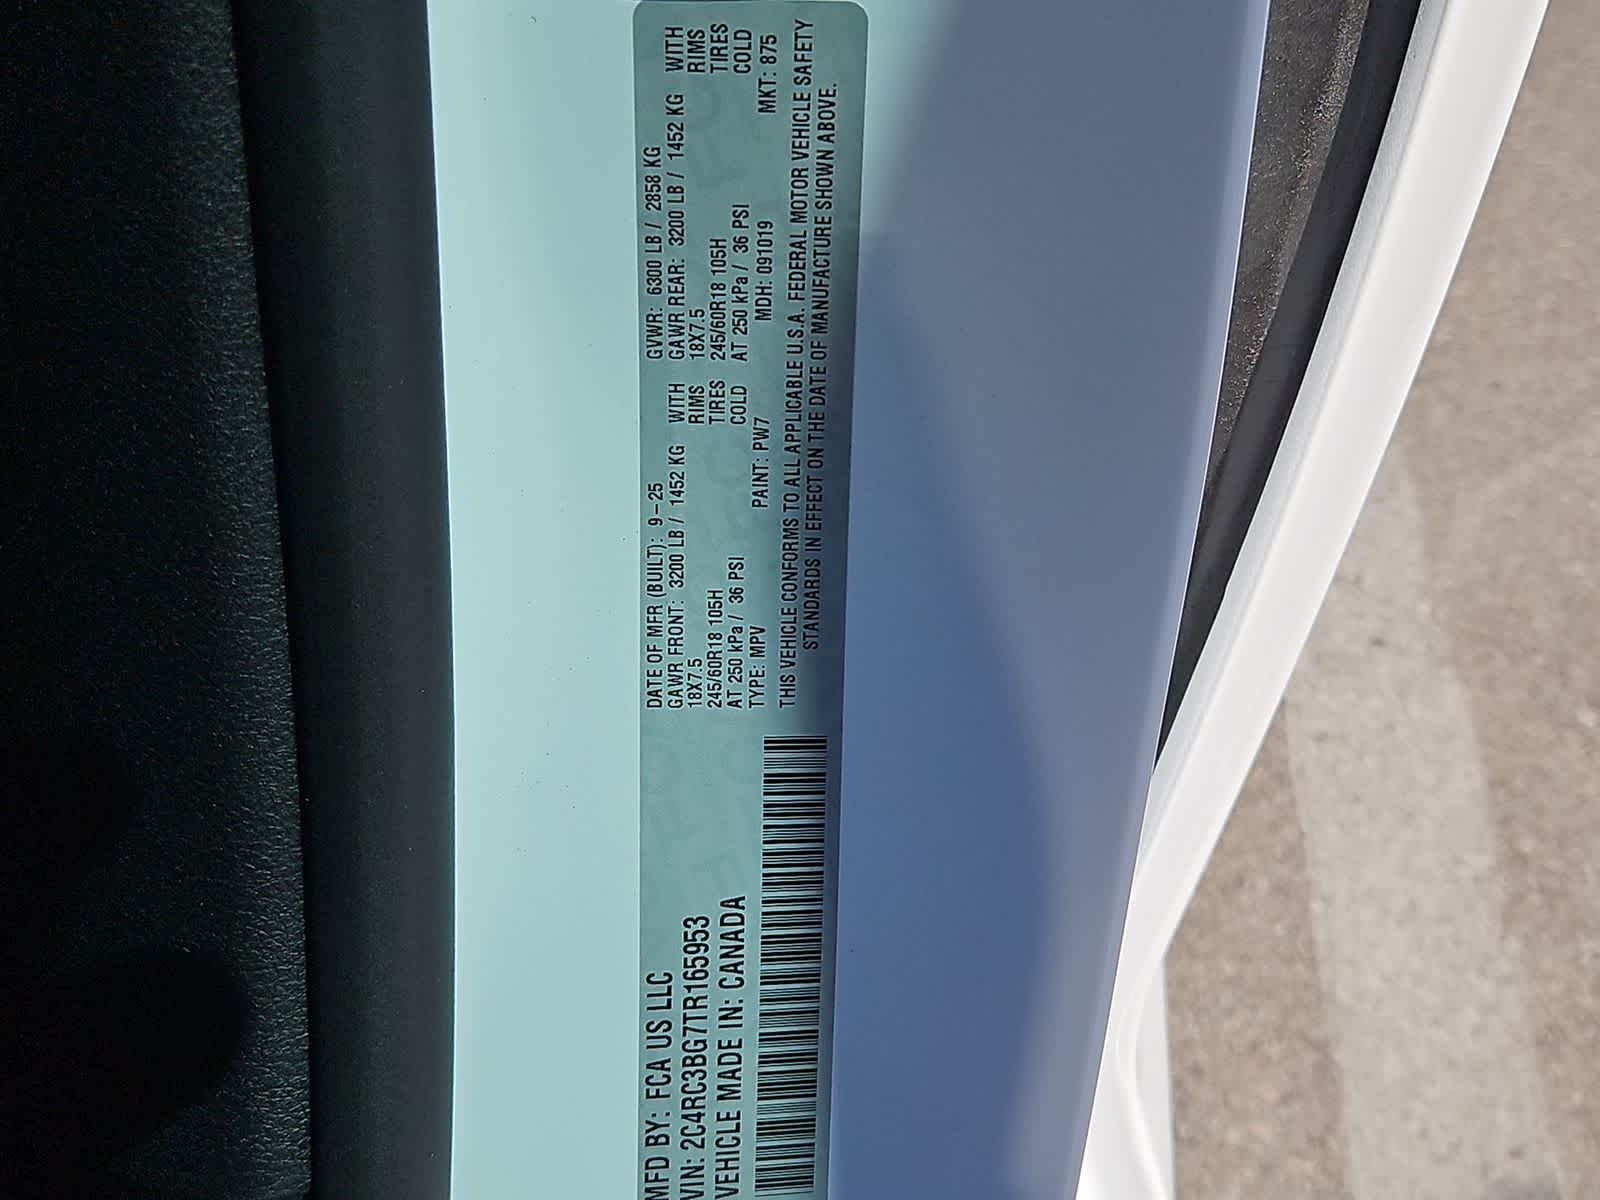 MFD BY: FCA US LLC
VIN: 2C4RC3BG7TR165953
VEHICLE MADE IN: CANADA
DATE OF MFR (BUILT): 9-25 GVWR: 6300 LB / 2858 KG
GAWR FRONT: 3200 LB / 1452 KG WITH GAWR REAR: 3200 LB / 1452 KG WITH
18X7.5 RIMS 18X7.5 RIMS
245/60R18 105H TIRES 245/60R18 105H TIRES
AT 250 kPa / 36 PSI COLD AT 250 kPa / 36 PSI COLD
TYPE: MPV PAINT: PW7 MDH: 091019 MKT: 875
THIS VEHICLE CONFORMS TO ALL APPLICABLE U.S.A. FEDERAL MOTOR VEHICLE SAFETY
STANDARDS IN EFFECT ON THE DATE OF MANUFACTURE SHOWN ABOVE.